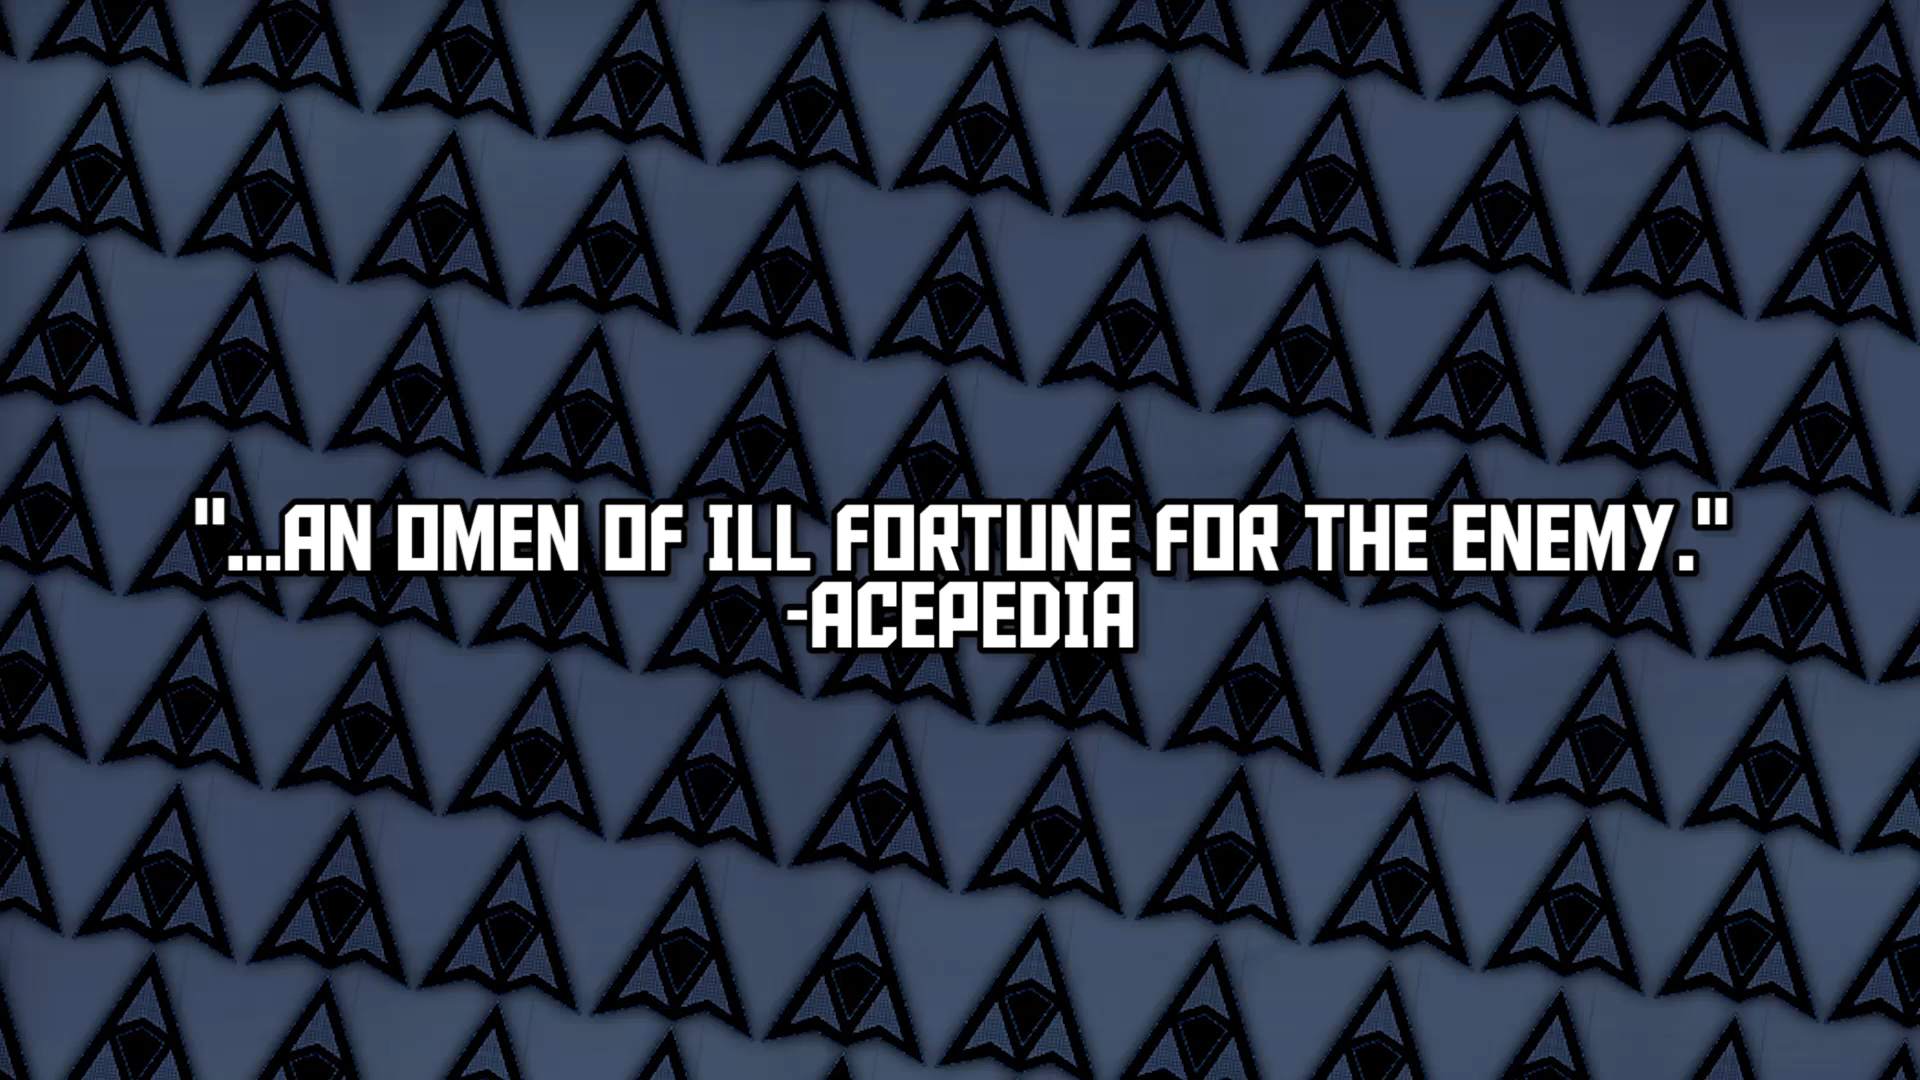 "...AN OMEN OF ILL FORTUNE FOR THE ENEMY."
-ACEPEDIA